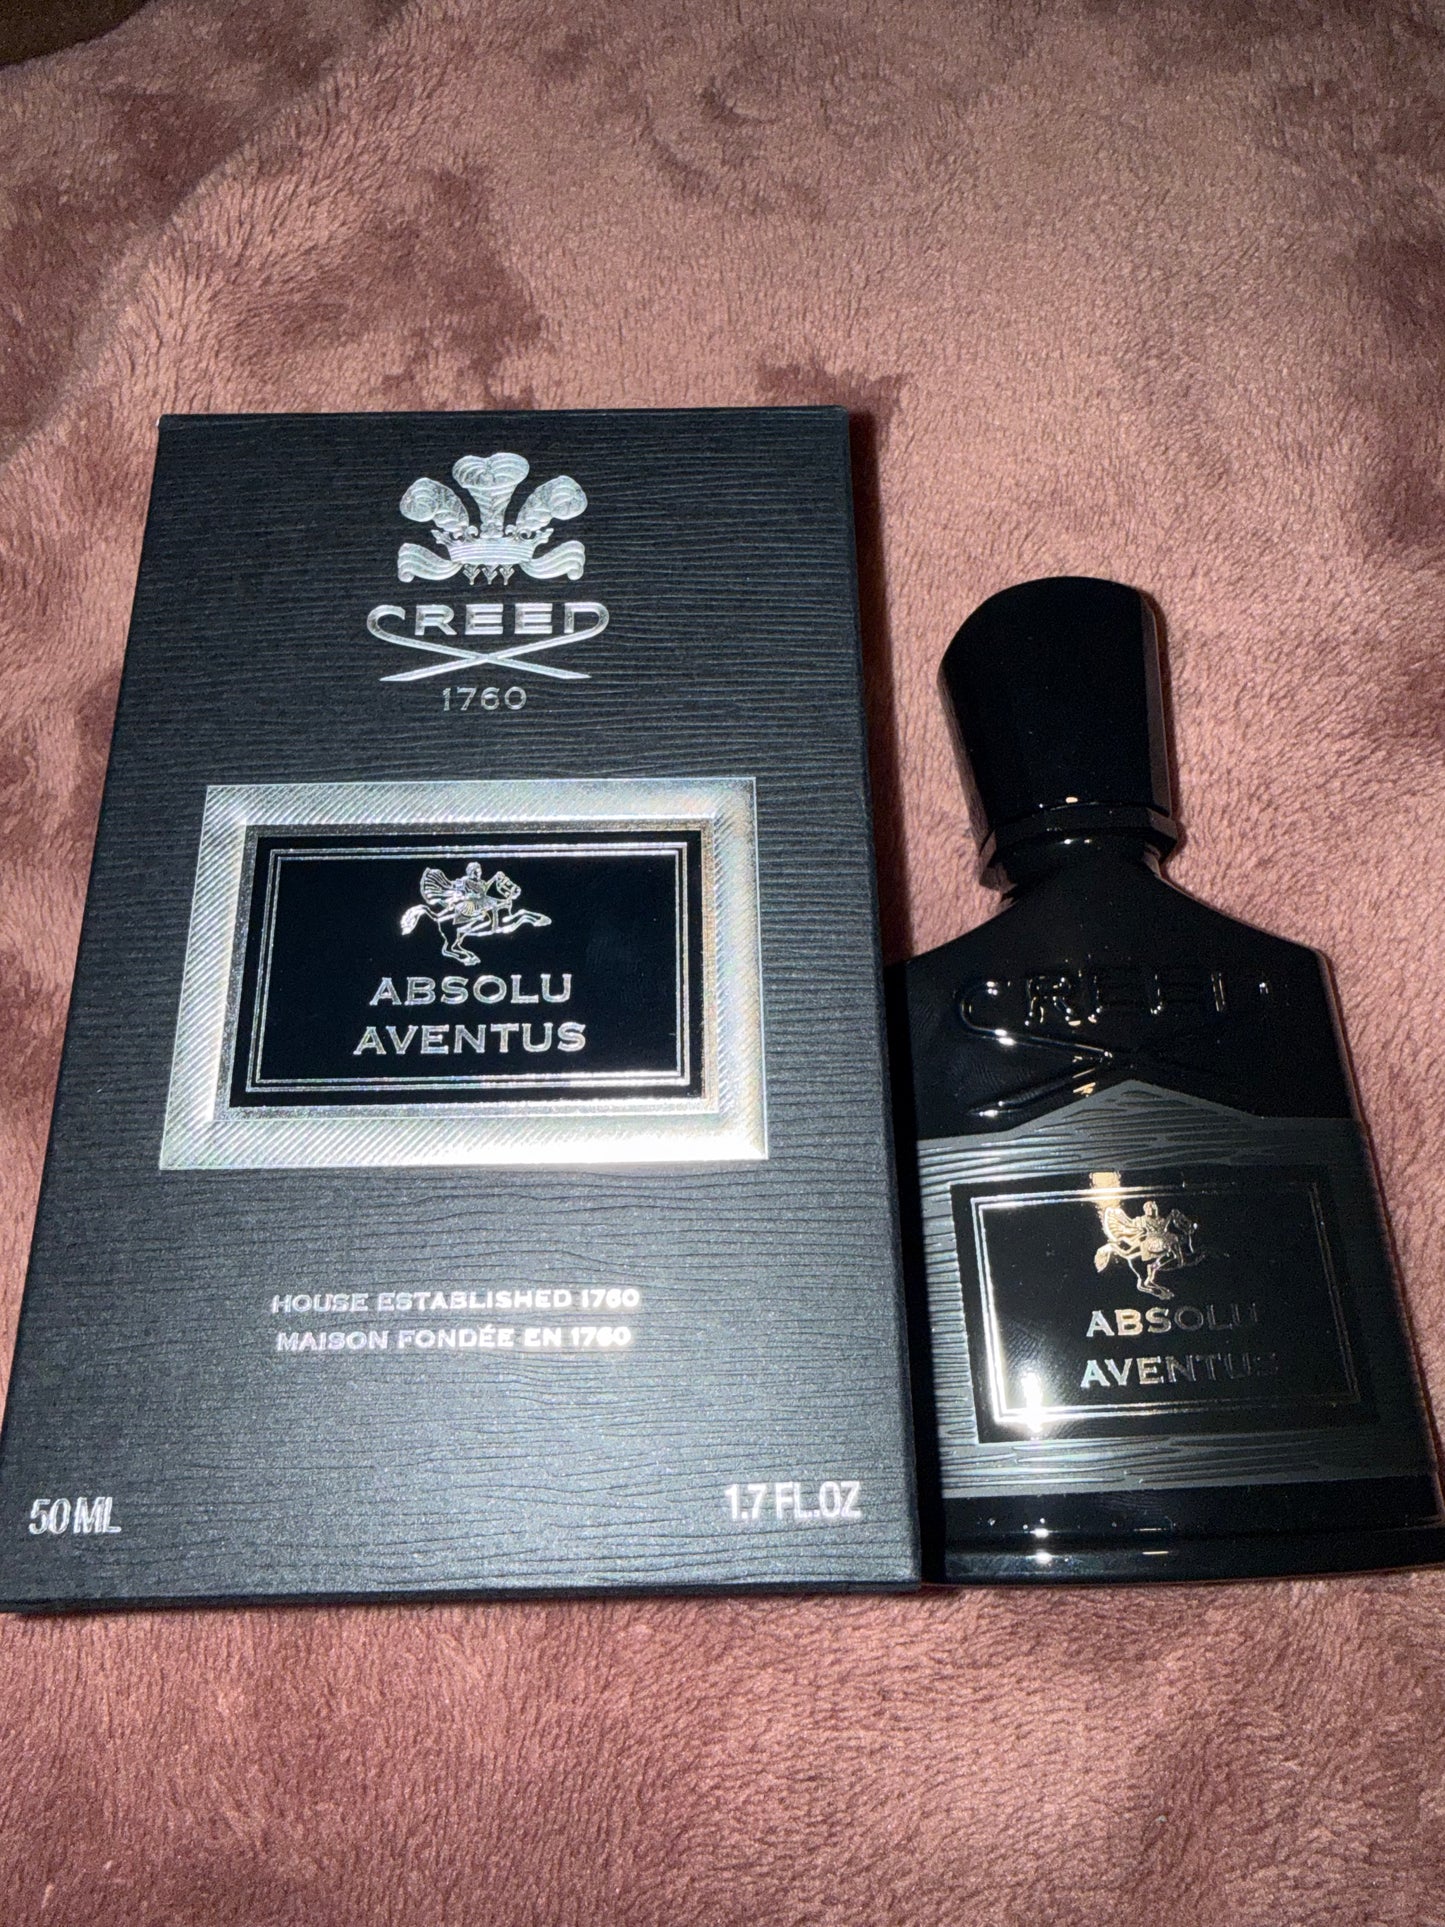 CREED
1760
ABSOLU
AVENTUS
HOUSE ESTABLISHED 1760
MAISON FONDÉE EN 1760
50 ML
1.7 FL.OZ
CREED
ABSOLU
AVENTUS